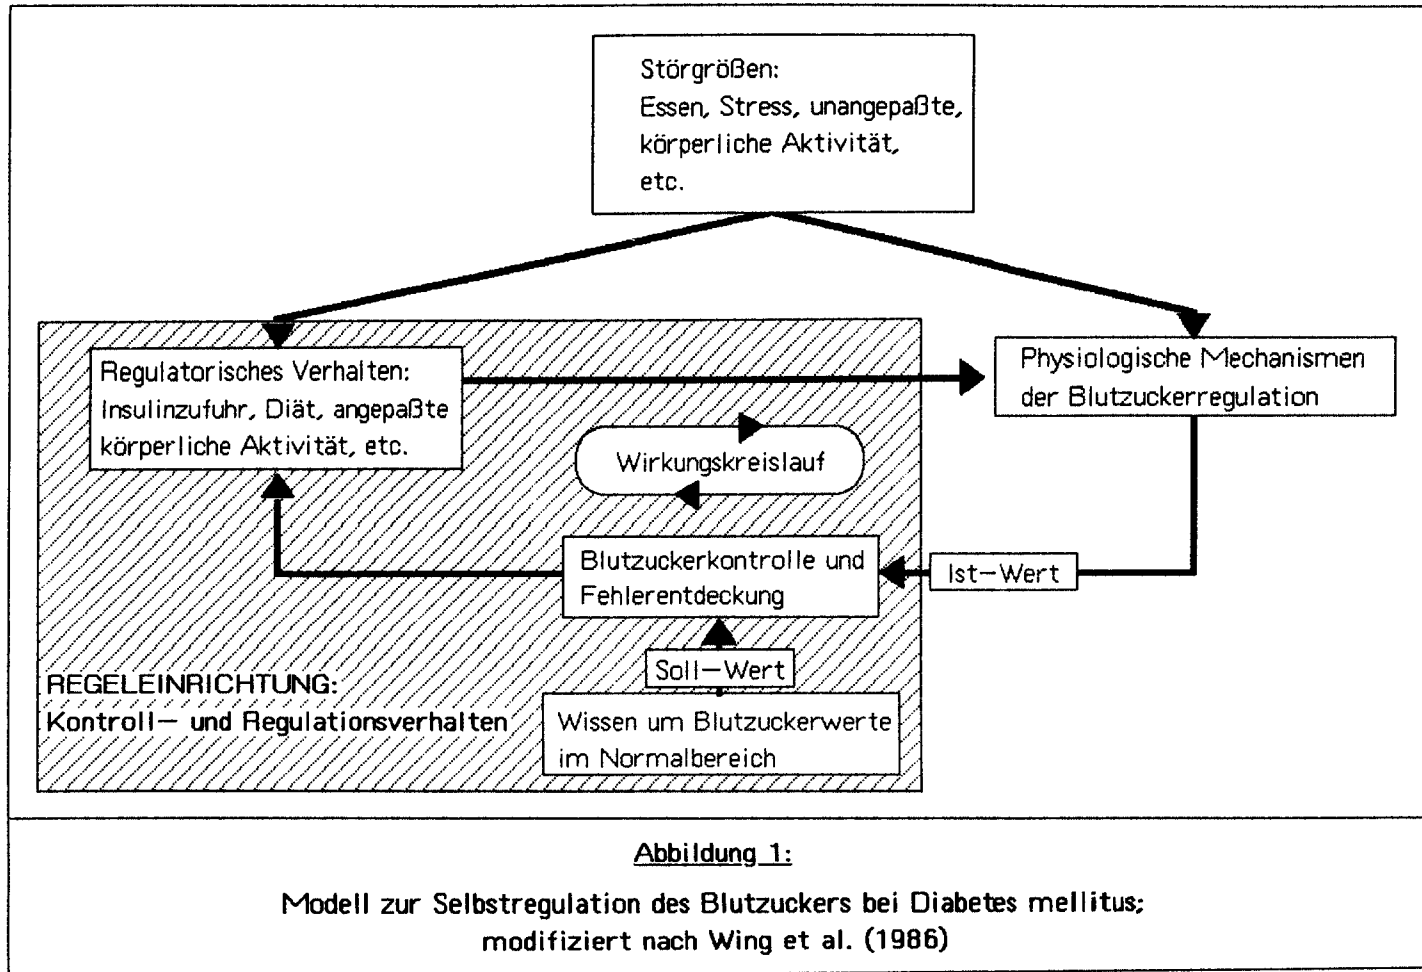 Störgrößen:
Essen, Stress, unangepaßte,
körperliche Aktivität,
etc.
Regulatorisches Verhalten:
Insulinzufuhr, Diät, angepaßte
körperliche Aktivität, etc.
Physiologische Mechanismen
der Blutzuckerregulation
Wirkungskreislauf
Blutzuckerkontrolle und
Fehlerentdeckung
Ist-Wert
Soll-Wert
REGELEINRICHTUNG:
Kontroll- und Regulationsverhalten
Wissen um Blutzuckerwerte
im Normalbereich
Abbildung 1:
Modell zur Selbstregulation des Blutzuckers bei Diabetes mellitus;
modifiziert nach Wing et al. (1986)